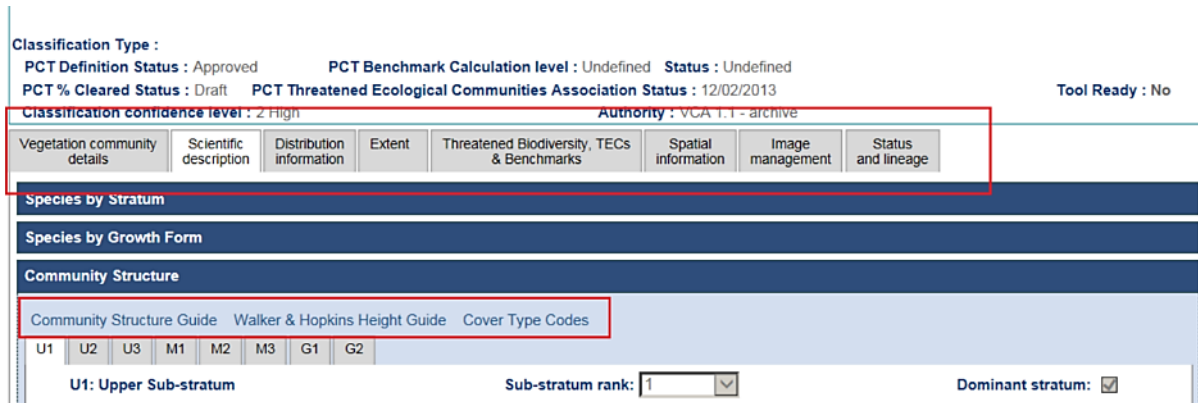 Classification Type :
PCT Definition Status : Approved PCT Benchmark Calculation level : Undefined Status : Undefined
PCT % Cleared Status : Draft PCT Threatened Ecological Communities Association Status : 12/02/2013 Tool Ready : No
Classification confidence level : 2 High Authority : VCA 1.1 - archive
Vegetation community details Scientific description Distribution information Extent Threatened Biodiversity, TECs & Benchmarks Spatial information Image management Status and lineage
Species by Stratum
Species by Growth Form
Community Structure
Community Structure Guide Walker & Hopkins Height Guide Cover Type Codes
U1 U2 U3 M1 M2 M3 G1 G2
U1: Upper Sub-stratum Sub-stratum rank: 1 Dominant stratum: